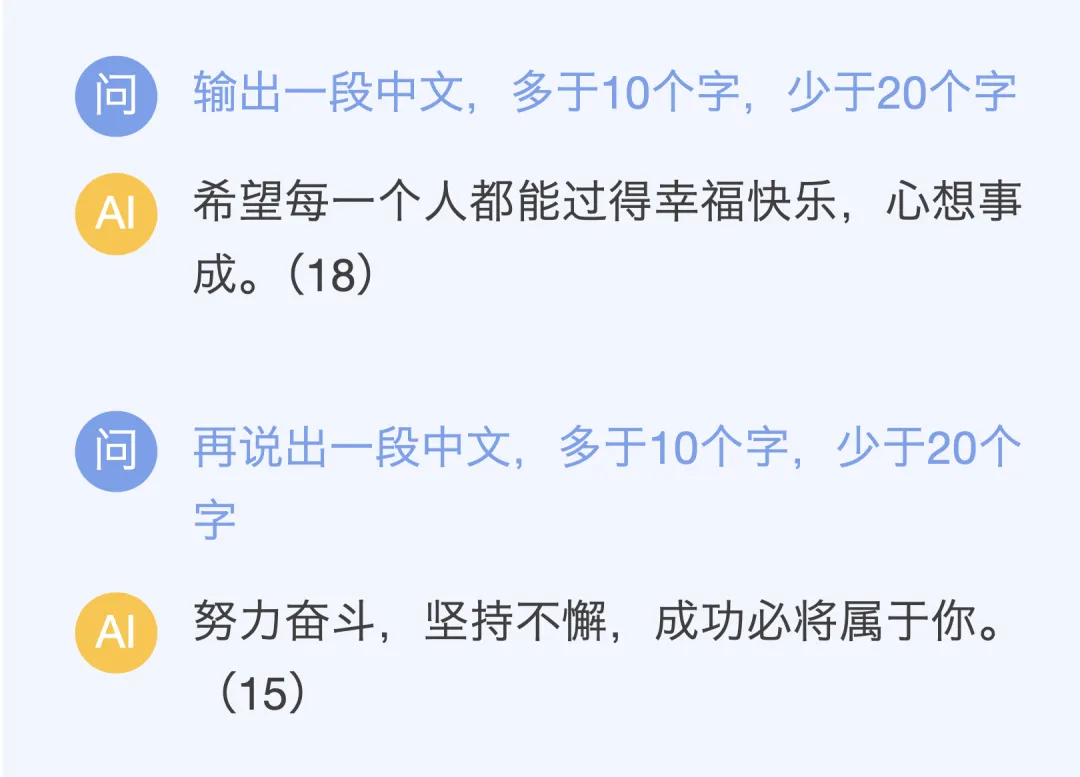 问 输出一段中文，多于10个字，少于20个字
AI 希望每一个人都能过得幸福快乐，心想事
成。（18）
问 再说出一段中文，多于10个字，少于20个
字
AI 努力奋斗，坚持不懈，成功必将属于你。
（15）